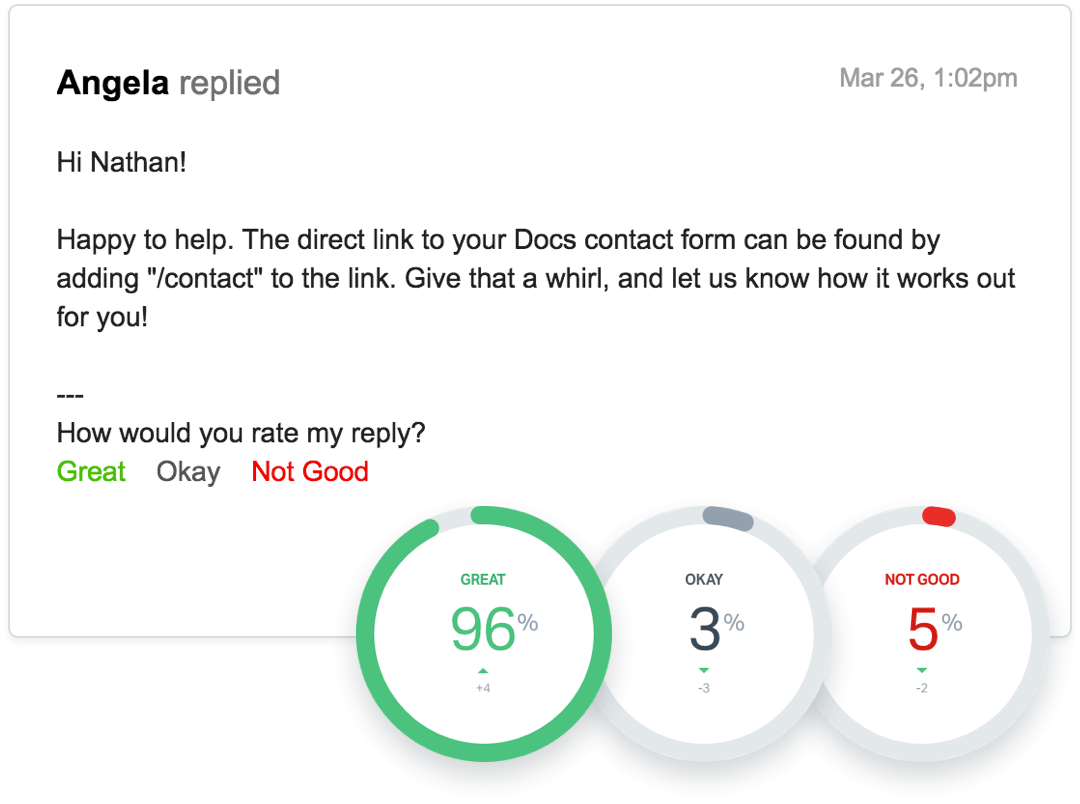 Angela replied
Mar 26, 1:02pm
Hi Nathan!
Happy to help. The direct link to your Docs contact form can be found by
adding "/contact" to the link. Give that a whirl, and let us know how it works out
for you!
---
How would you rate my reply?
Great Okay Not Good
GREAT
96%
+4
OKAY
3%
-3
NOT GOOD
5%
-2